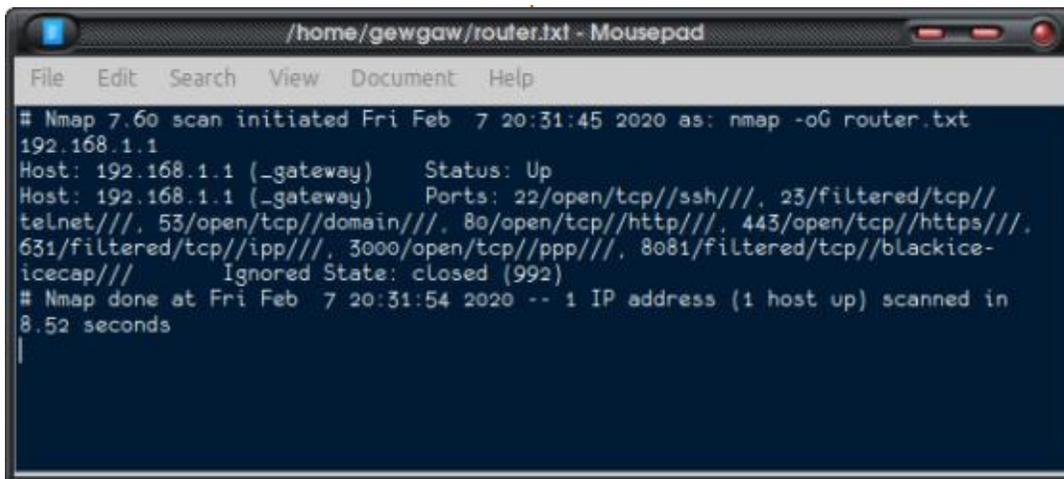 /home/gewgaw/router.txt - Mousepad
File Edit Search View Document Help
# Nmap 7.60 scan initiated Fri Feb  7 20:31:45 2020 as: nmap -oG router.txt
192.168.1.1
Host: 192.168.1.1 (_gateway)    Status: Up
Host: 192.168.1.1 (_gateway)    Ports: 22/open/tcp//ssh///, 23/filtered/tcp//
telnet///, 53/open/tcp//domain///, 80/open/tcp//http///, 443/open/tcp//https///,
631/filtered/tcp//ipp///, 3000/open/tcp//ppp///, 8081/filtered/tcp//blackice-
icecap///       Ignored State: closed (992)
# Nmap done at Fri Feb  7 20:31:54 2020 -- 1 IP address (1 host up) scanned in
8.52 seconds